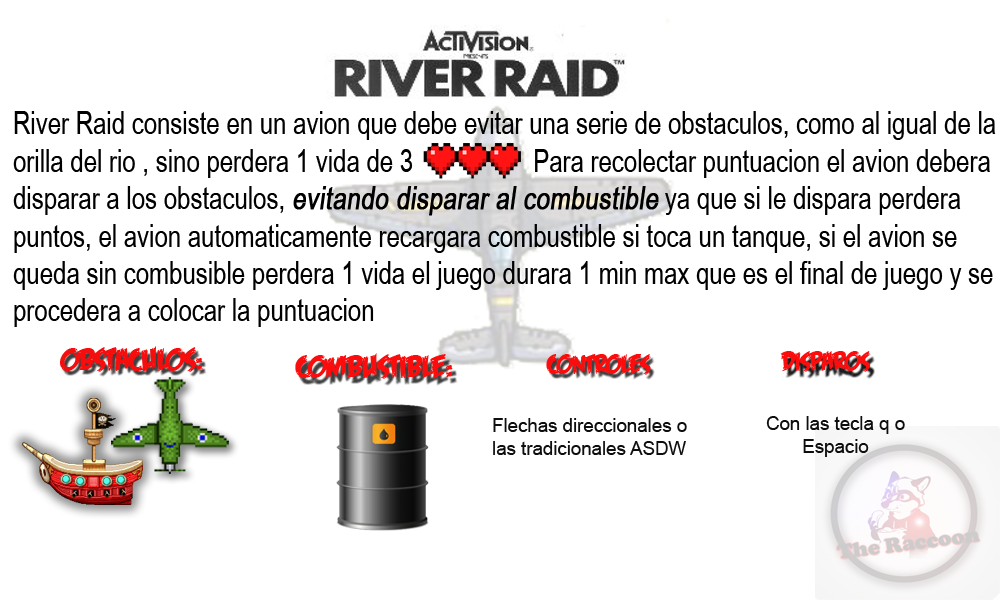 ACTIVISION
PRESENTS
RIVER RAID™
River Raid consiste en un avion que debe evitar una serie de obstaculos, como al igual de la
orilla del rio , sino perdera 1 vida de 3 Para recolectar puntuacion el avion debera
disparar a los obstaculos, evitando disparar al combustible ya que si le dispara perdera
puntos, el avion automaticamente recargara combustible si toca un tanque, si el avion se
queda sin combusible perdera 1 vida el juego durara 1 min max que es el final de juego y se
procedera a colocar la puntuacion
OBSTACULOS:
COMBUSTIBLE:
CONTROLES
DISPAROS
Flechas direccionales o
las tradicionales ASDW
Con las tecla q o
Espacio
The Raccoon